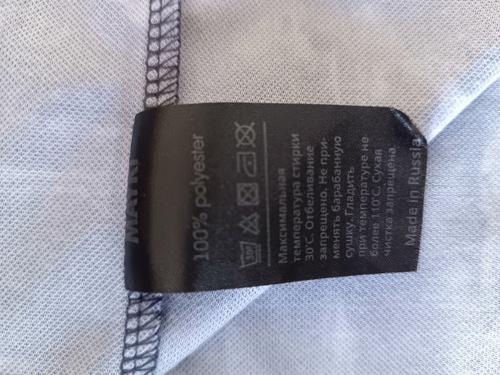 100% polyester
30
Максимальная
температура стирки
30°C. Отбеливание
запрещено. Не при-
менять барабанную
сушку. Гладить
при температуре не
более 110°C. Сухая
чистка запрещена.
Made in Russia